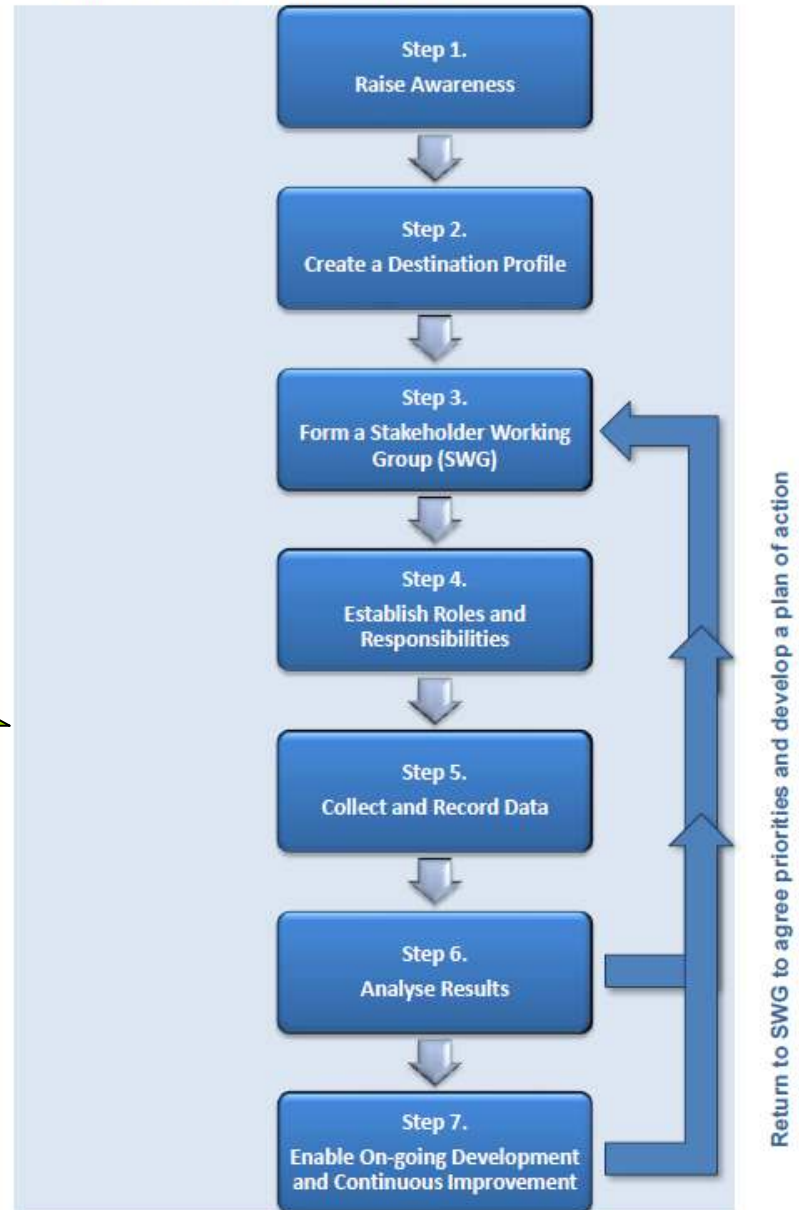 Step 1.
Raise Awareness
Step 2.
Create a Destination Profile
Step 3.
Form a Stakeholder Working
Group (SWG)
Step 4.
Establish Roles and
Responsibilities
Step 5.
Collect and Record Data
Step 6.
Analyse Results
Step 7.
Enable On-going Development
and Continuous Improvement
Return to SWG to agree priorities and develop a plan of action